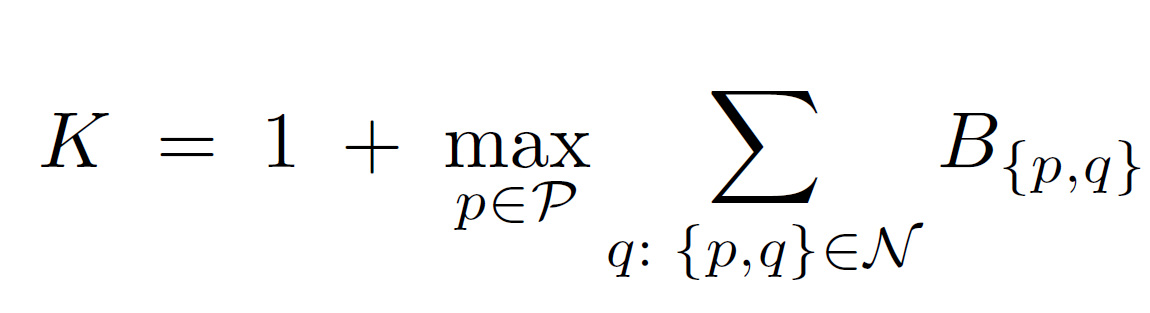 K = 1 + max_{p∈𝒫} ∑_{q: {p,q}∈𝒩} B_{{p,q}}